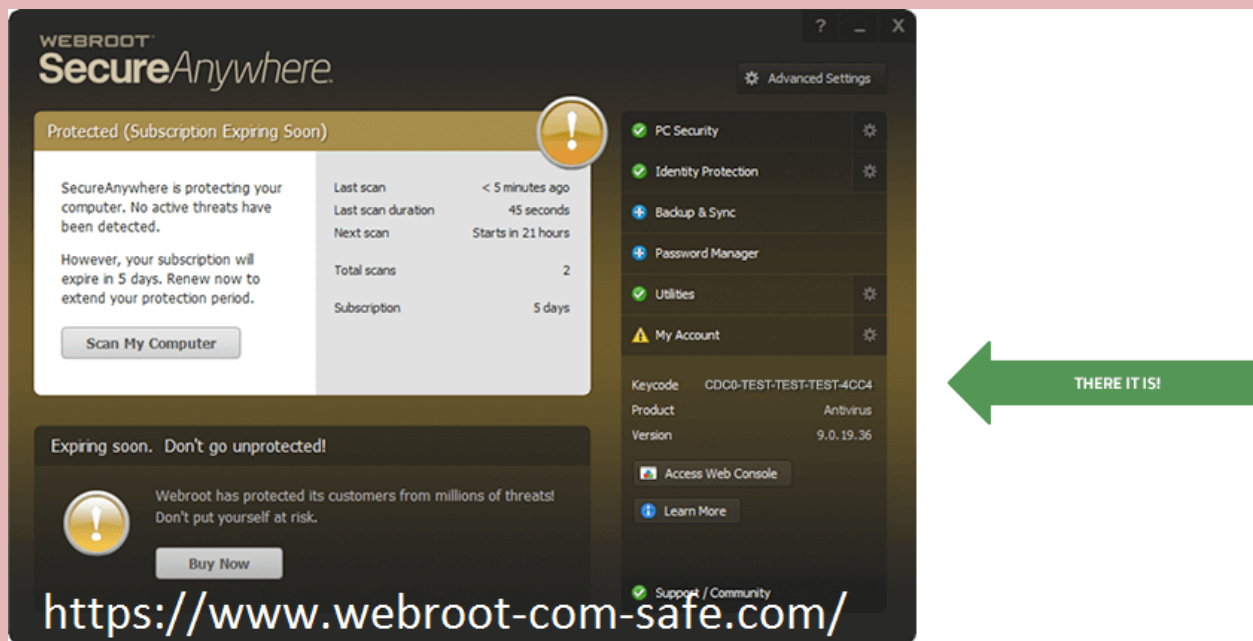 WEBROOT
SecureAnywhere.
? _ X
Advanced Settings
Protected (Subscription Expiring Soon)
!
SecureAnywhere is protecting your
computer. No active threats have
been detected.
However, your subscription will
expire in 5 days. Renew now to
extend your protection period.
Scan My Computer
Last scan < 5 minutes ago
Last scan duration 45 seconds
Next scan Starts in 21 hours
Total scans 2
Subscription 5 days
Expiring soon. Don't go unprotected!
!
Webroot has protected its customers from millions of threats!
Don't put yourself at risk.
Buy Now
PC Security
Identity Protection
Backup & Sync
Password Manager
Utilities
My Account
Keycode CDC0-TEST-TEST-TEST-4CC4
Product Antivirus
Version 9.0.19.36
Access Web Console
Learn More
Support / Community
THERE IT IS!
https://www.webroot-com-safe.com/